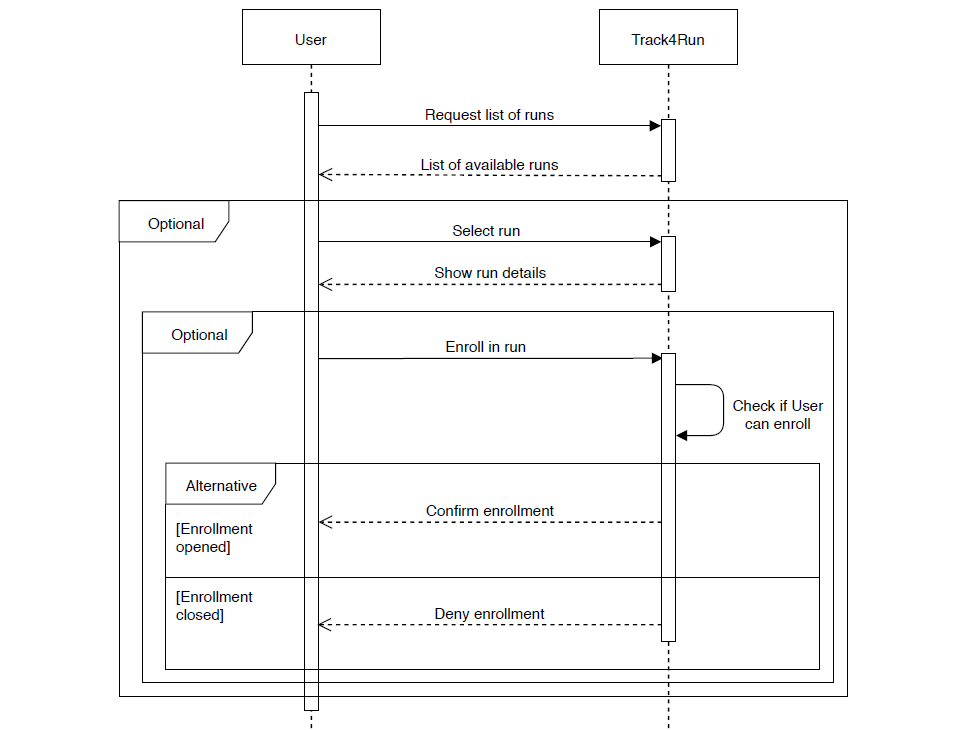 User
Track4Run
Request list of runs
List of available runs
Optional
Select run
Show run details
Optional
Enroll in run
Check if User
can enroll
Alternative
Confirm enrollment
[Enrollment
opened]
[Enrollment
closed]
Deny enrollment